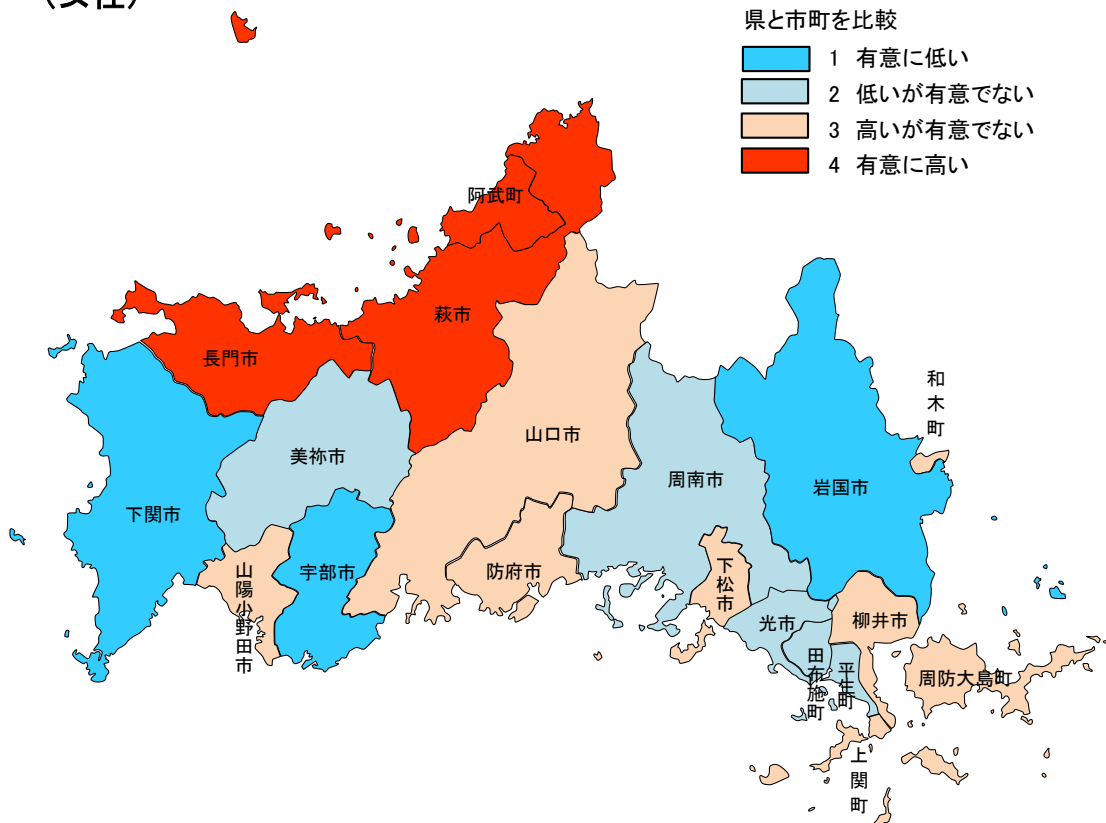 (女性)
県と市町を比較
1 有意に低い
2 低いが有意でない
3 高いが有意でない
4 有意に高い
阿武町
萩市
長門市
和木町
山口市
美祢市
周南市
岩国市
下関市
宇部市
防府市
山陽小野田市
下松市
光市
柳井市
田布施町
平生町
周防大島町
上関町